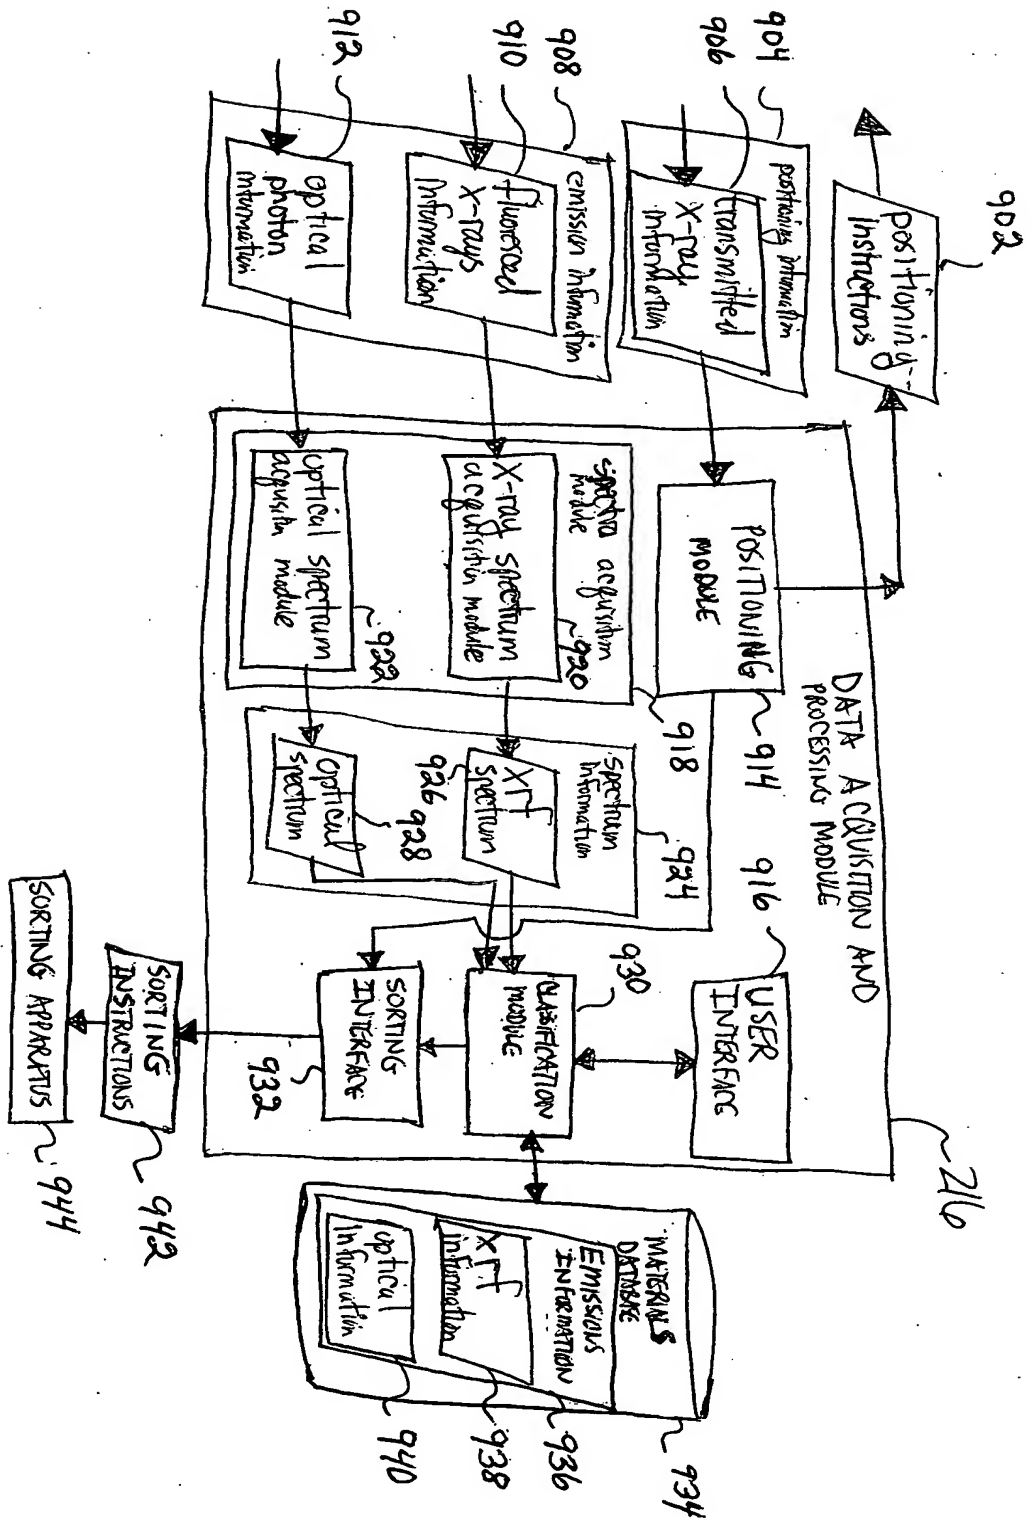 902
positioning
instructions
904
positioning information
906
transmitted
X-ray
information
908
emission information
910
fluoresced
X-rays
information
912
optical
photon
information
DATA ACQUISITION AND
PROCESSING MODULE
216
POSITIONING
MODULE
914
USER
INTERFACE
916
spectra acquisition
module
918
X-ray spectrum
acquisition module
920
optical spectrum
acquisition module
922
spectrum
information
924
XrF
spectrum
926
optical
spectrum
928
CLASSIFICATION
module
930
SORTING
INTERFACE
932
MATERIALS
DATABASE
934
EMISSIONS
INFORMATION
936
XrF
information
938
optical
information
940
SORTING
INSTRUCTIONS
942
SORTING APPARATUS
944